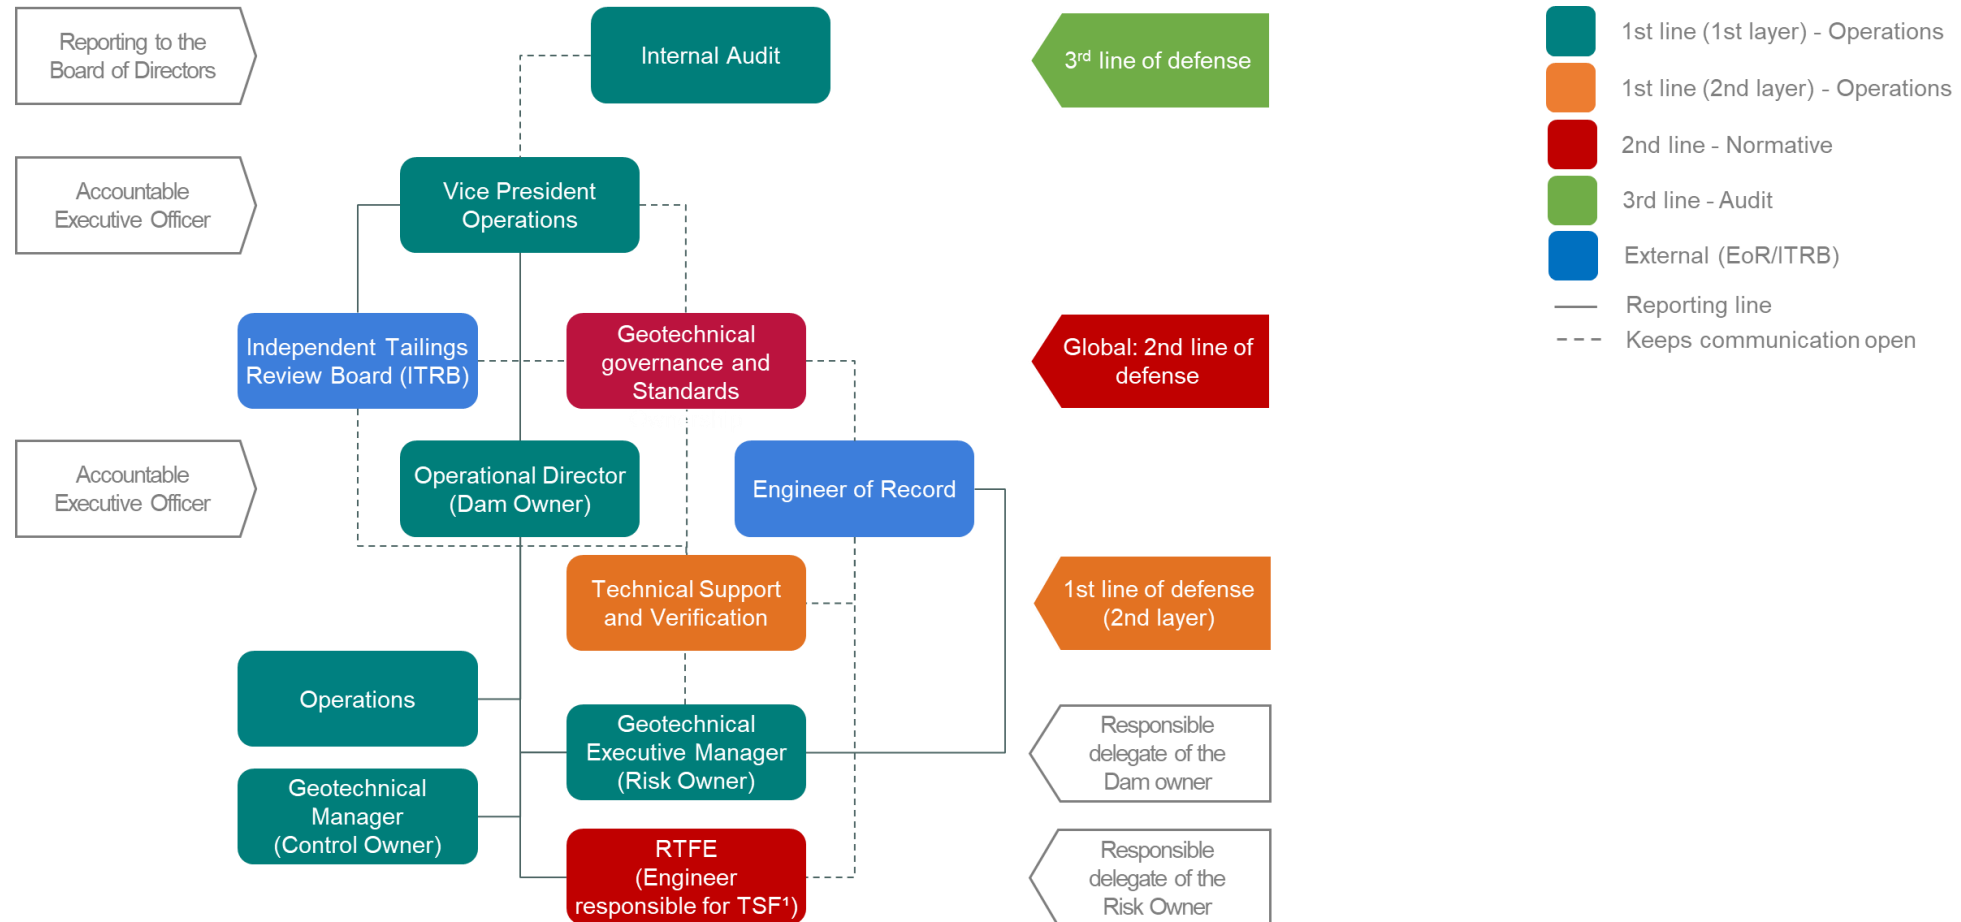 Reporting to the
Board of Directors
Internal Audit
3rd line of defense
Accountable
Executive Officer
Vice President
Operations
Independent Tailings
Review Board (ITRB)
Geotechnical
governance and
Standards
Global: 2nd line of
defense
Accountable
Executive Officer
Operational Director
(Dam Owner)
Engineer of Record
Technical Support
and Verification
1st line of defense
(2nd layer)
Operations
Geotechnical
Executive Manager
(Risk Owner)
Responsible
delegate of the
Dam owner
Geotechnical
Manager
(Control Owner)
RTFE
(Engineer
responsible for TSF¹)
Responsible
delegate of the
Risk Owner
1st line (1st layer) - Operations
1st line (2nd layer) - Operations
2nd line - Normative
3rd line - Audit
External (EoR/ITRB)
Reporting line
Keeps communication open